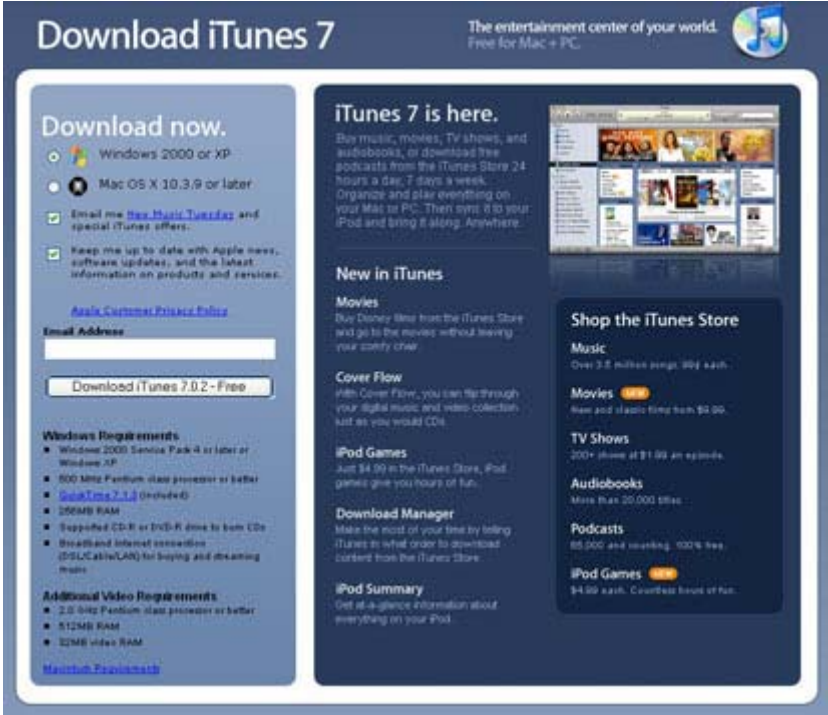 Download iTunes 7
The entertainment center of your world.
Free for Mac + PC.
Download now.
Windows 2000 or XP
Mac OS X 10.3.9 or later
Email me New Music Tuesday and
special iTunes offers.
Keep me up to date with Apple news,
software updates, and the latest
information on products and services.
Apple Customer Privacy Policy
Email Address
Download iTunes 7.0.2 - Free
Windows Requirements
Windows 2000 Service Pack 4 or later or
Windows XP
500 MHz Pentium class processor or better
QuickTime 7.1.3 (included)
256MB RAM
Supported CD-R or DVD-R drive to burn CDs
Broadband Internet connection
(DSL/Cable/LAN) for buying and streaming
music
Additional Video Requirements
2.0 GHz Pentium class processor or better
512MB RAM
32MB video RAM
Macintosh Requirements
iTunes 7 is here.
Buy music, movies, TV shows, and
audiobooks, or download free
podcasts from the iTunes Store 24
hours a day, 7 days a week.
Organize and play everything on
your Mac or PC. Then sync it to your
iPod and bring it along. Anywhere.
New in iTunes
Movies
Buy Disney films from the iTunes Store
and go to the movies without leaving
your comfy chair.
Cover Flow
With Cover Flow, you can flip through
your digital music and video collection
just as you would CDs.
iPod Games
Just $4.99 in the iTunes Store, iPod
games give you hours of fun.
Download Manager
Make the most of your time by telling
iTunes in what order to download
content from the iTunes Store.
iPod Summary
Get at-a-glance information about
everything on your iPod.
Shop the iTunes Store
Music
Over 3.5 million songs, 99¢ each.
Movies NEW
New and classic films from $9.99.
TV Shows
200+ shows at $1.99 an episode.
Audiobooks
More than 20,000 titles.
Podcasts
65,000 and counting. 100% free.
iPod Games NEW
$4.99 each. Countless hours of fun.